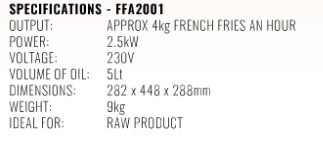 SPECIFICATIONS - FFA2001
OUTPUT: APPROX 4kg FRENCH FRIES AN HOUR
POWER: 2.5kW
VOLTAGE: 230V
VOLUME OF OIL: 5Lt
DIMENSIONS: 282 x 448 x 288mm
WEIGHT: 9kg
IDEAL FOR: RAW PRODUCT